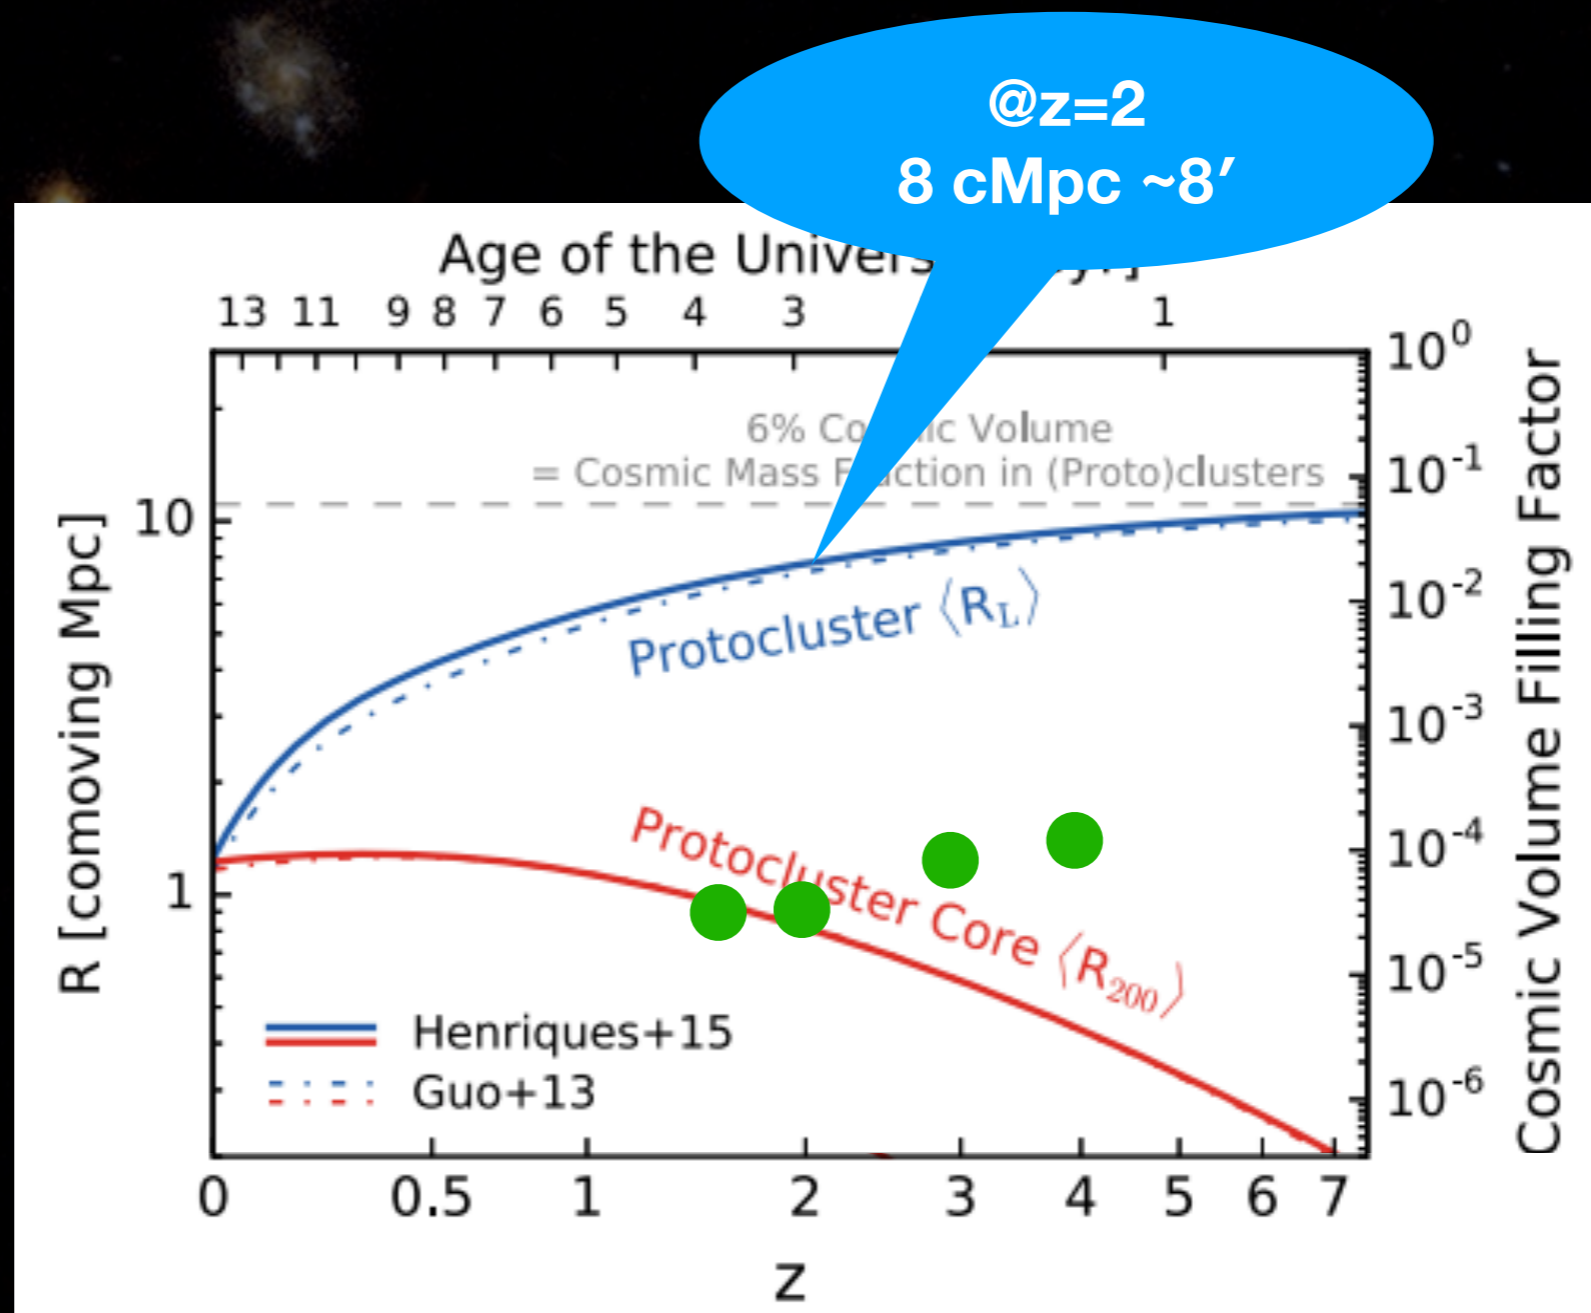 @z=2
8 cMpc ~8′
Age of the Univers
13 11 9 8 7 6 5 4 3 1
6% Co ic Volume
= Cosmic Mass F action in (Proto)clusters
R [comoving Mpc]
10
1
Protocluster ⟨R_L⟩
Protocluster Core ⟨R_200⟩
Henriques+15
Guo+13
10^0
10^-1
10^-2
10^-3
10^-4
10^-5
10^-6
Cosmic Volume Filling Factor
0 0.5 1 2 3 4 5 6 7
z